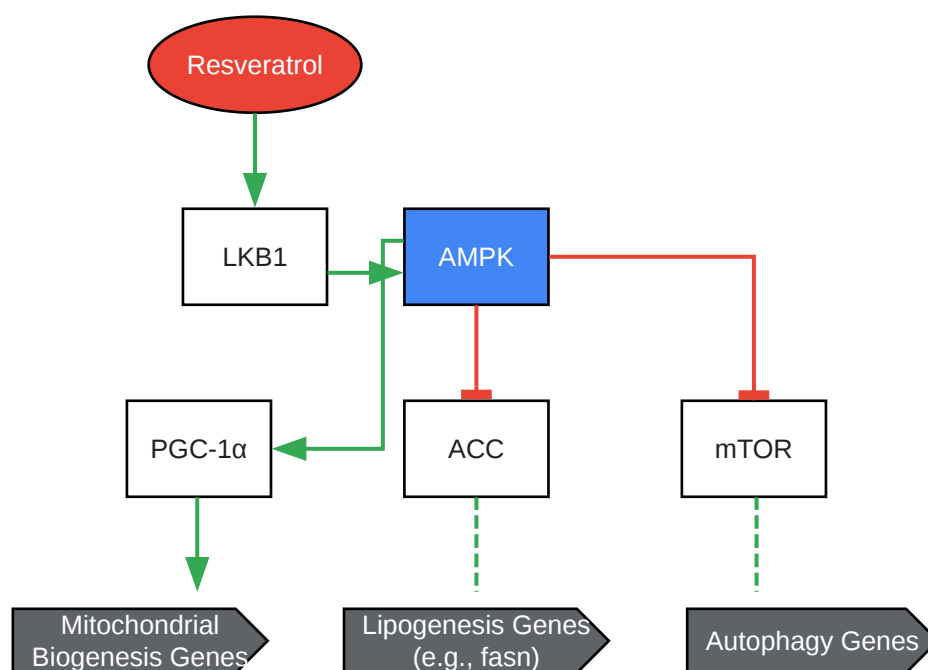 Resveratrol
LKB1
AMPK
PGC-1α
ACC
mTOR
Mitochondrial
Biogenesis Genes
Lipogenesis Genes
(e.g., fasn)
Autophagy Genes